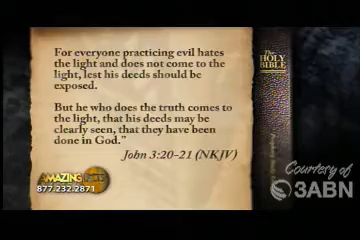 For everyone practicing evil hates
the light and does not come to the
light, lest his deeds should be
exposed.
But he who does the truth comes to
the light, that his deeds may be
clearly seen, that they have been
done in God."
John 3:20-21 (NKJV)
The
HOLY
BIBLE
AMAZING FACTS
877.232.2871
Courtesy of
3ABN